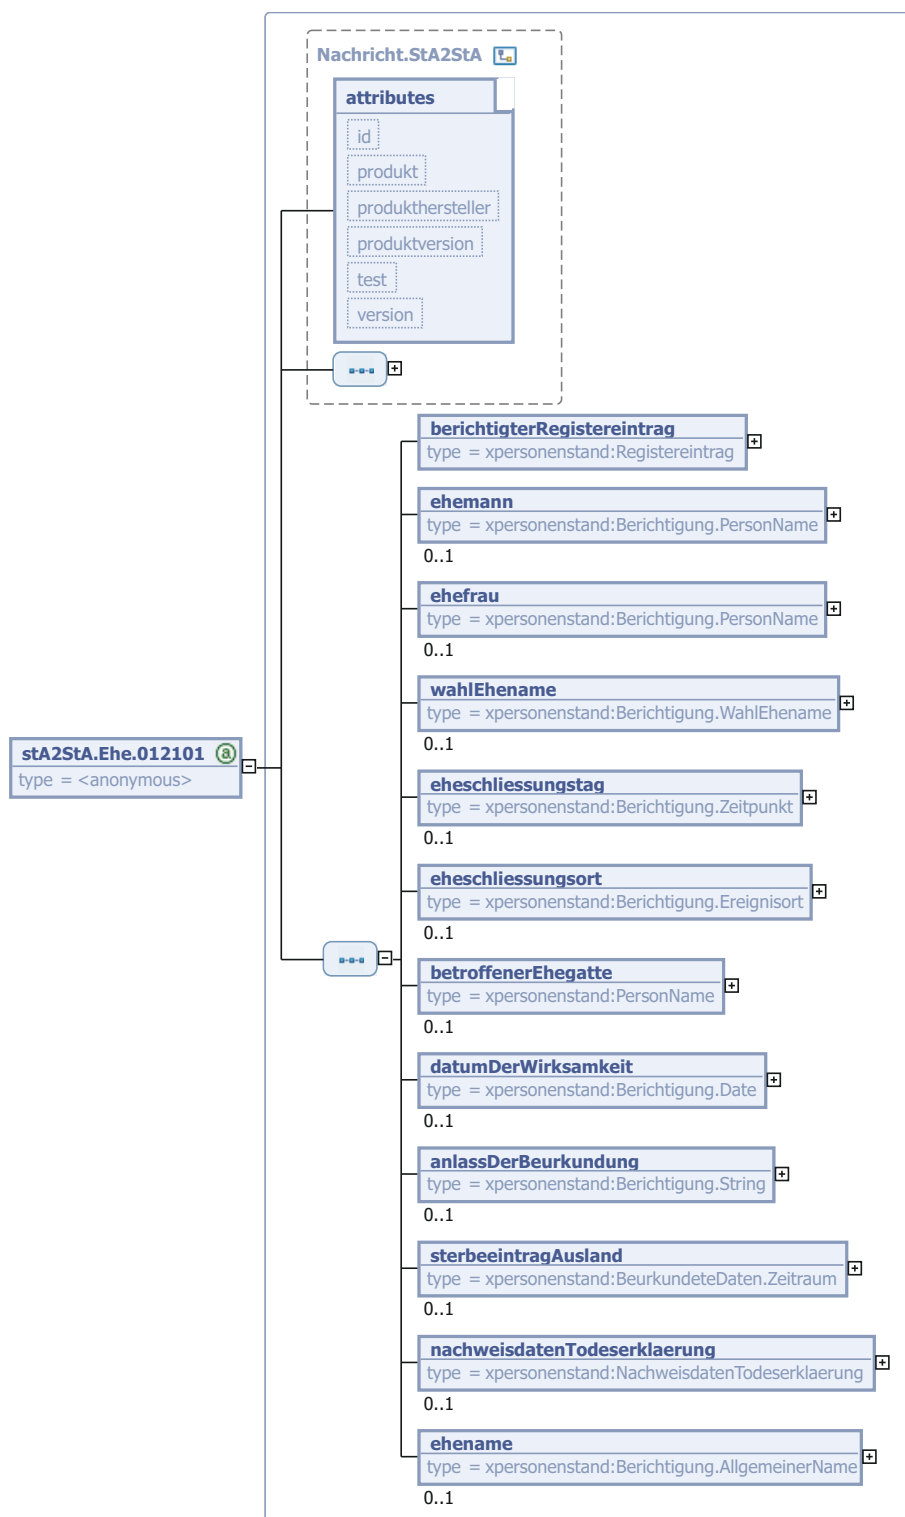 Nachricht.StA2StA
attributes
id
produkt
produkthersteller
produktversion
test
version
berichtigterRegistereintrag
type = xpersonenstand:Registereintrag
ehemann
type = xpersonenstand:Berichtigung.PersonName
0..1
ehefrau
type = xpersonenstand:Berichtigung.PersonName
0..1
wahlEhename
type = xpersonenstand:Berichtigung.WahlEhename
0..1
stA2StA.Ehe.012101 @
type = <anonymous>
eheschliessungstag
type = xpersonenstand:Berichtigung.Zeitpunkt
0..1
eheschliessungsort
type = xpersonenstand:Berichtigung.Ereignisort
0..1
betroffenerEhegatte
type = xpersonenstand:PersonName
0..1
datumDerWirksamkeit
type = xpersonenstand:Berichtigung.Date
0..1
anlassDerBeurkundung
type = xpersonenstand:Berichtigung.String
0..1
sterbeeintragAusland
type = xpersonenstand:BeurkundeteDaten.Zeitraum
0..1
nachweisdatenTodeserklaerung
type = xpersonenstand:NachweisdatenTodeserklaerung
0..1
ehename
type = xpersonenstand:Berichtigung.AllgemeinerName
0..1